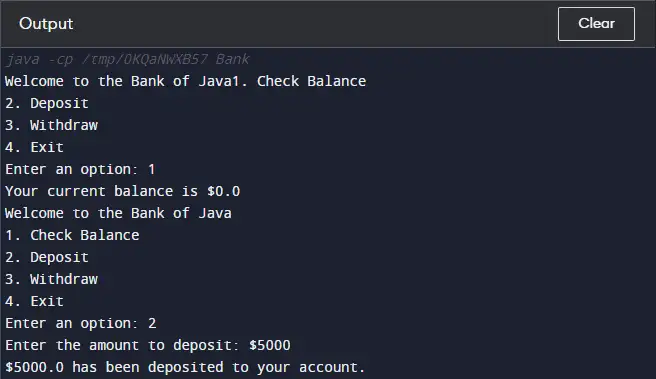 Output
Clear
java -cp /tmp/0KQaNWXB57 Bank
Welcome to the Bank of Java1. Check Balance
2. Deposit
3. Withdraw
4. Exit
Enter an option: 1
Your current balance is $0.0
Welcome to the Bank of Java
1. Check Balance
2. Deposit
3. Withdraw
4. Exit
Enter an option: 2
Enter the amount to deposit: $5000
$5000.0 has been deposited to your account.